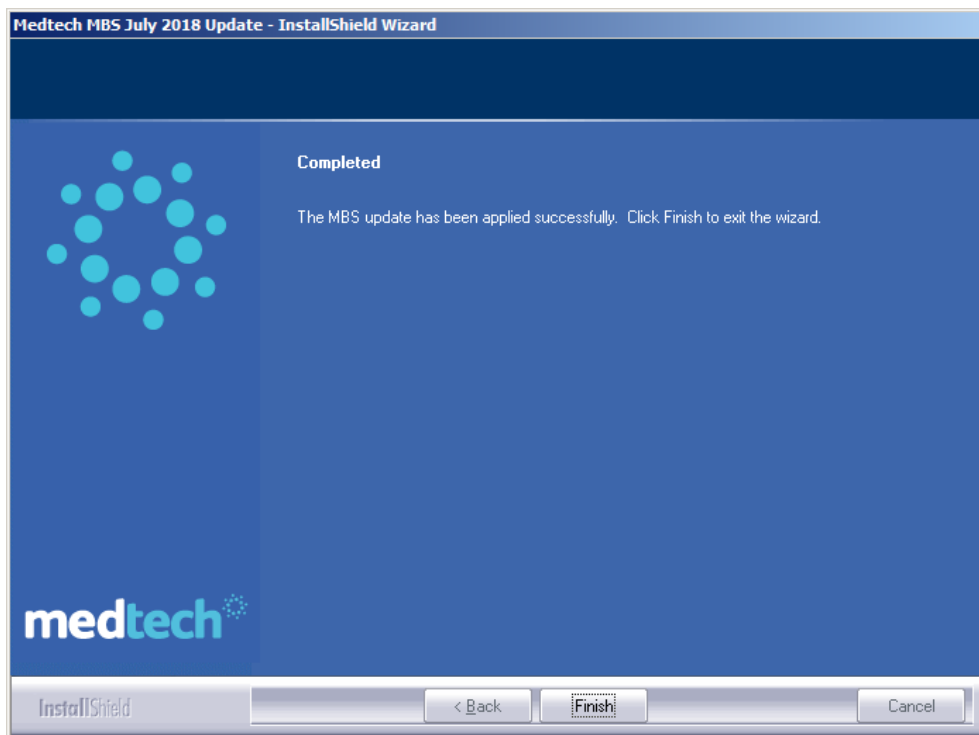 Medtech MBS July 2018 Update - InstallShield Wizard
Completed
The MBS update has been applied successfully.  Click Finish to exit the wizard.
medtech
InstallShield
< Back
Finish
Cancel